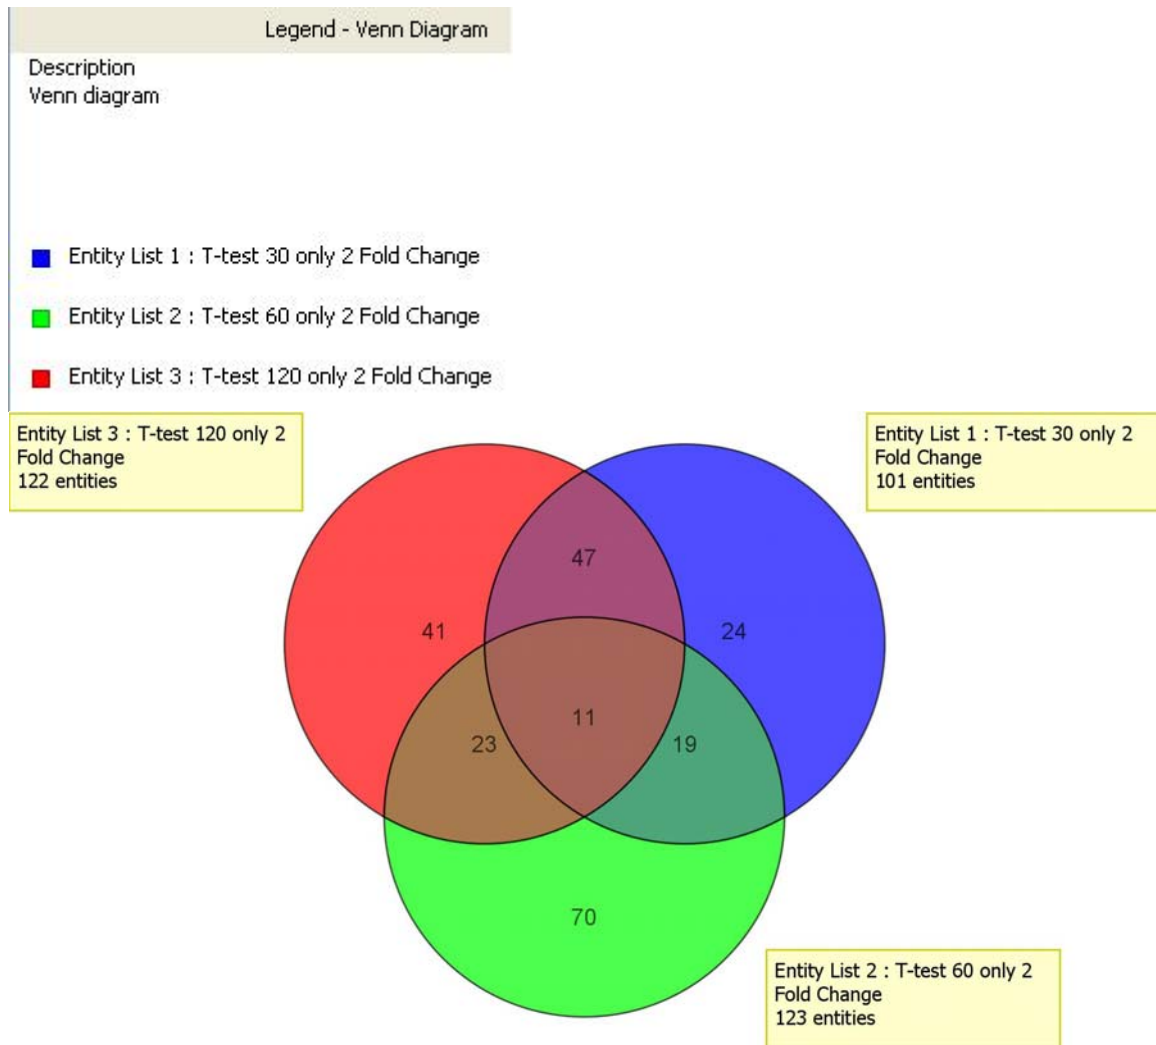 Legend - Venn Diagram
Description
Venn diagram
Entity List 1 : T-test 30 only 2 Fold Change
Entity List 2 : T-test 60 only 2 Fold Change
Entity List 3 : T-test 120 only 2 Fold Change
Entity List 3 : T-test 120 only 2
Fold Change
122 entities
Entity List 1 : T-test 30 only 2
Fold Change
101 entities
47
41
24
11
23
19
70
Entity List 2 : T-test 60 only 2
Fold Change
123 entities